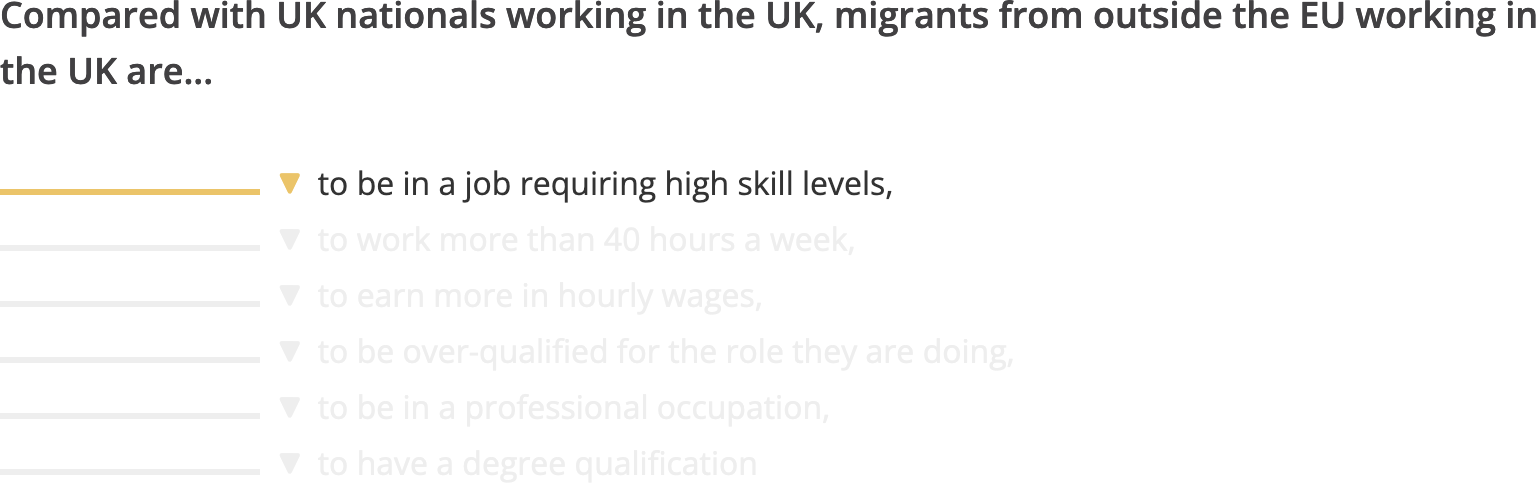 Compared with UK nationals working in the UK, migrants from outside the EU working in
the UK are...
to be in a job requiring high skill levels,
to work more than 40 hours a week,
to earn more in hourly wages,
to be over-qualified for the role they are doing,
to be in a professional occupation,
to have a degree qualification